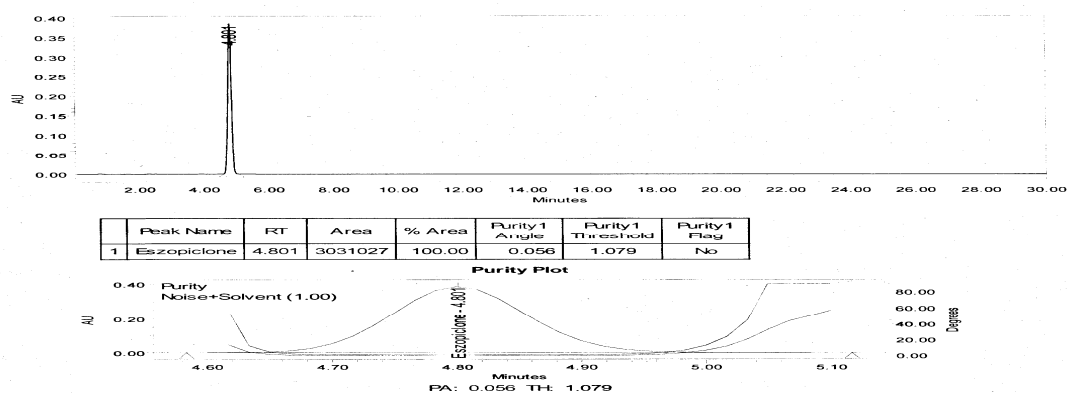 0.40
0.35
0.30
0.25
0.20
0.15
0.10
0.05
0.00
AU
4.801
2.00 4.00 6.00 8.00 10.00 12.00 14.00 16.00 18.00 20.00 22.00 24.00 26.00 28.00 30.00
Minutes
Peak Name RT Area % Area Purity1 Angle Purity1 Threshold Purity1 Flag
1 Eszopiclone 4.801 3031027 100.00 0.056 1.079 No
Purity Plot
Purity
Noise+Solvent (1.00)
0.40
0.20
0.00
AU
Eszopiclone - 4.801
80.00
60.00
40.00
20.00
0.00
Degrees
4.60 4.70 4.80 4.90 5.00 5.10
Minutes
PA: 0.056 TH: 1.079